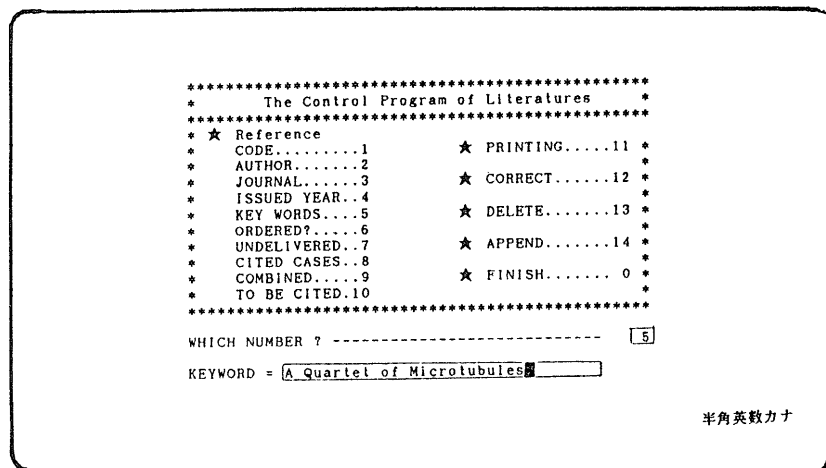 ************************************************
* The Control Program of Literatures *
************************************************
* ★ Reference
CODE.........1 ★ PRINTING.....11 *
* AUTHOR.......2 *
* JOURNAL......3 ★ CORRECT......12 *
* ISSUED YEAR..4 *
* KEY WORDS....5 ★ DELETE.......13 *
* ORDERED?.....6 *
* UNDELIVERED..7 ★ APPEND.......14 *
* CITED CASES..8 *
* COMBINED.....9 ★ FINISH....... 0 *
* TO BE CITED.10 *
************************************************
WHICH NUMBER ? ---------------------------- 5
KEYWORD = A Quartet of Microtubules
半角英数カナ